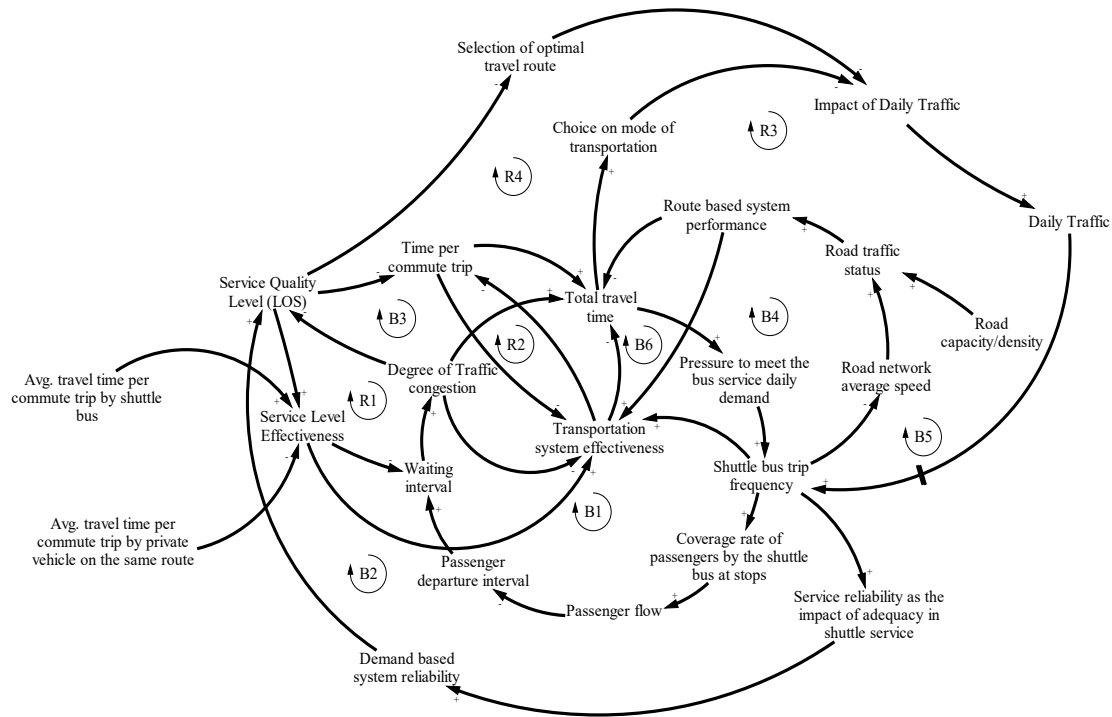 Selection of optimal
travel route
Impact of Daily Traffic
Choice on mode of
transportation
R3
R4
Route based system
performance
Daily Traffic
Time per
commute trip
Road traffic
status
Service Quality
Level (LOS)
Total travel
time
B3
R2
B6
B4
Road
capacity/density
Avg. travel time per
commute trip by shuttle
bus
Degree of Traffic
congestion
Pressure to meet the
bus service daily
demand
Road network
average speed
R1
Service Level
Effectiveness
Transportation
system effectiveness
B5
Waiting
interval
Shuttle bus trip
frequency
B1
Avg. travel time per
commute trip by private
vehicle on the same route
Coverage rate of
passengers by the shuttle
bus at stops
Passenger
departure interval
B2
Passenger flow
Service reliability as the
impact of adequacy in
shuttle service
Demand based
system reliability